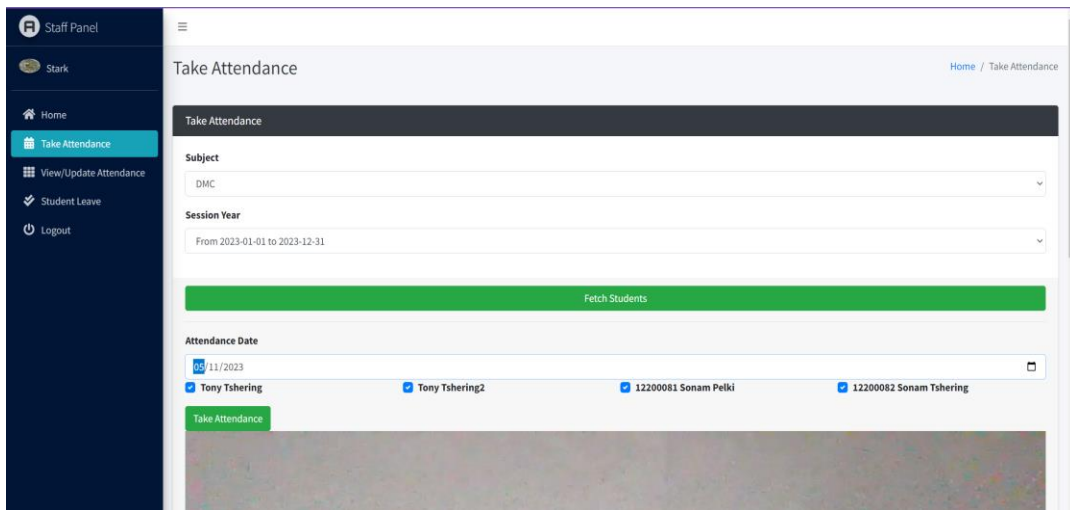 Staff Panel
Stark
Home
Take Attendance
View/Update Attendance
Student Leave
Logout
Take Attendance
Home / Take Attendance
Take Attendance
Subject
DMC
Session Year
From 2023-01-01 to 2023-12-31
Fetch Students
Attendance Date
05/11/2023
Tony Tshering Tony Tshering2 12200081 Sonam Pelki 12200082 Sonam Tshering
Take Attendance